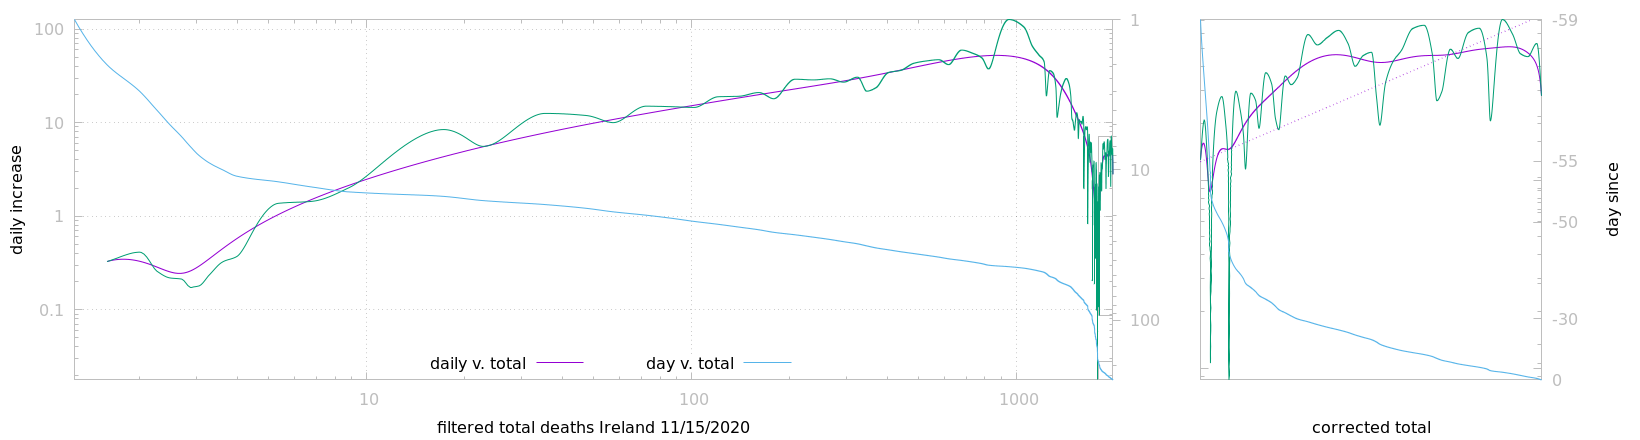 100
10
1
0.1
daily increase
10
100
1000
filtered total deaths Ireland 11/15/2020
daily v. total
day v. total
1
10
100
-59
-55
-50
-30
0
day since
corrected total